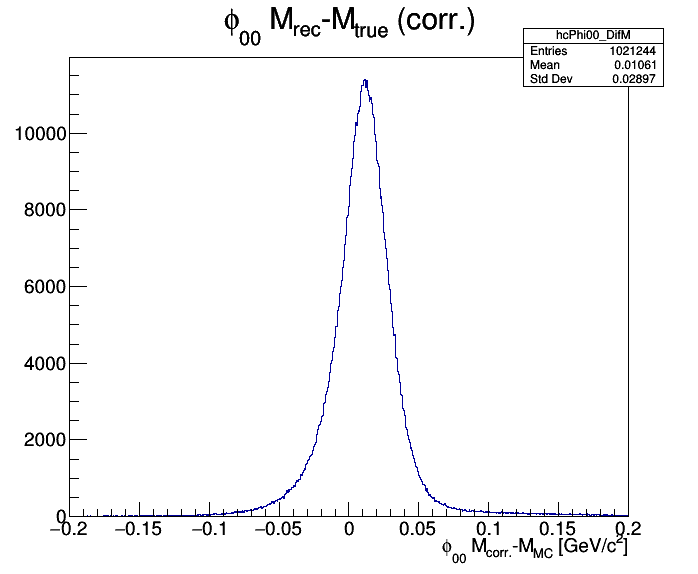 ϕ00 Mrec-Mtrue (corr.)
hcPhi00_DifM
Entries 1021244
Mean 0.01061
Std Dev 0.02897
10000
8000
6000
4000
2000
0
−0.2 −0.15 −0.1 −0.05 0 0.05 0.1 0.15 0.2
ϕ00 Mcorr.-MMC [GeV/c2]